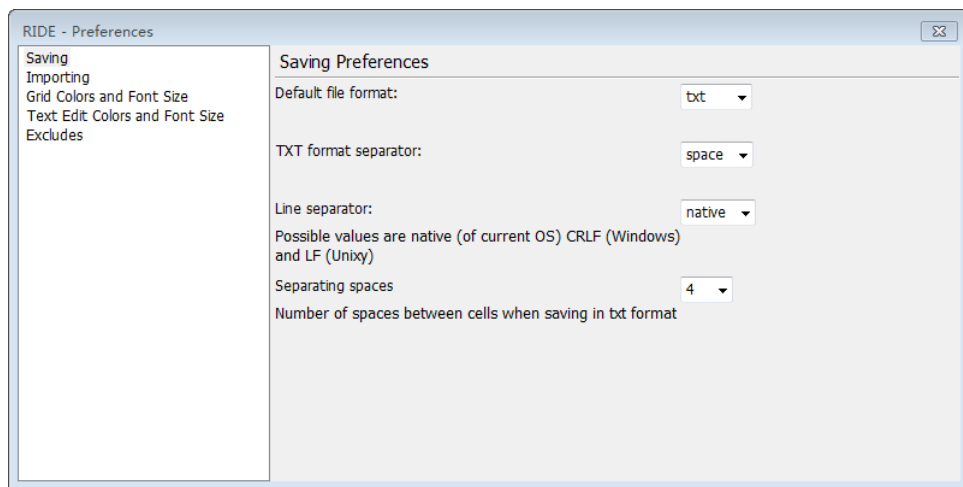 RIDE - Preferences
Saving
Importing
Grid Colors and Font Size
Text Edit Colors and Font Size
Excludes
Saving Preferences
Default file format: txt
TXT format separator: space
Line separator: native
Possible values are native (of current OS) CRLF (Windows)
and LF (Unixy)
Separating spaces 4
Number of spaces between cells when saving in txt format